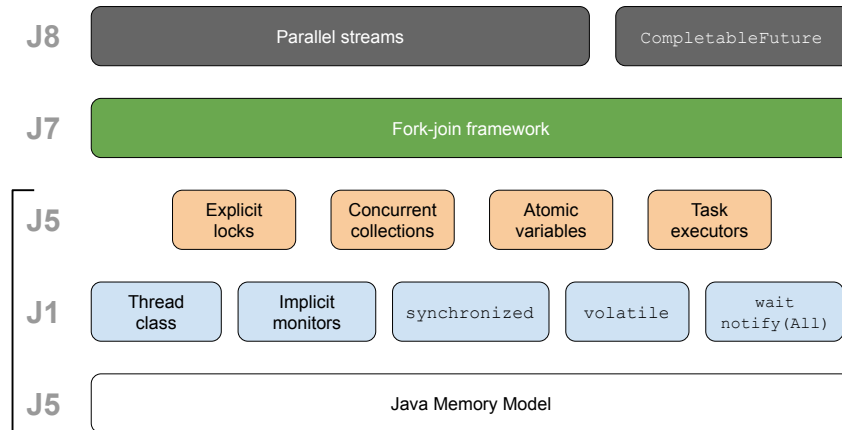 J8
Parallel streams
CompletableFuture
J7
Fork-join framework
J5
Explicit
locks
Concurrent
collections
Atomic
variables
Task
executors
J1
Thread
class
Implicit
monitors
synchronized
volatile
wait
notify(All)
J5
Java Memory Model